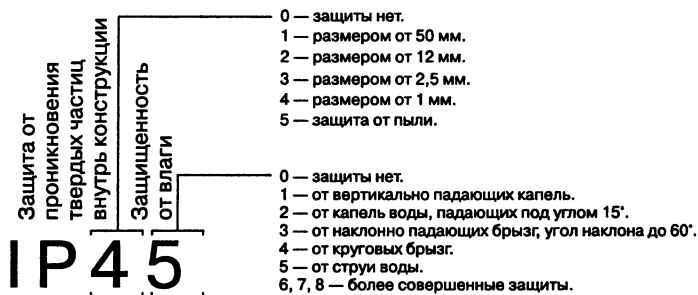 0 — защиты нет.
1 — размером от 50 мм.
2 — размером от 12 мм.
3 — размером от 2,5 мм.
4 — размером от 1 мм.
5 — защита от пыли.
Защита от
проникновения
твердых частиц
внутрь конструкции
Защищенность
от влаги
0 — защиты нет.
1 — от вертикально падающих капель.
2 — от капель воды, падающих под углом 15°.
3 — от наклонно падающих брызг, угол наклона до 60°.
4 — от круговых брызг.
5 — от струи воды.
6, 7, 8 — более совершенные защиты.
IP45